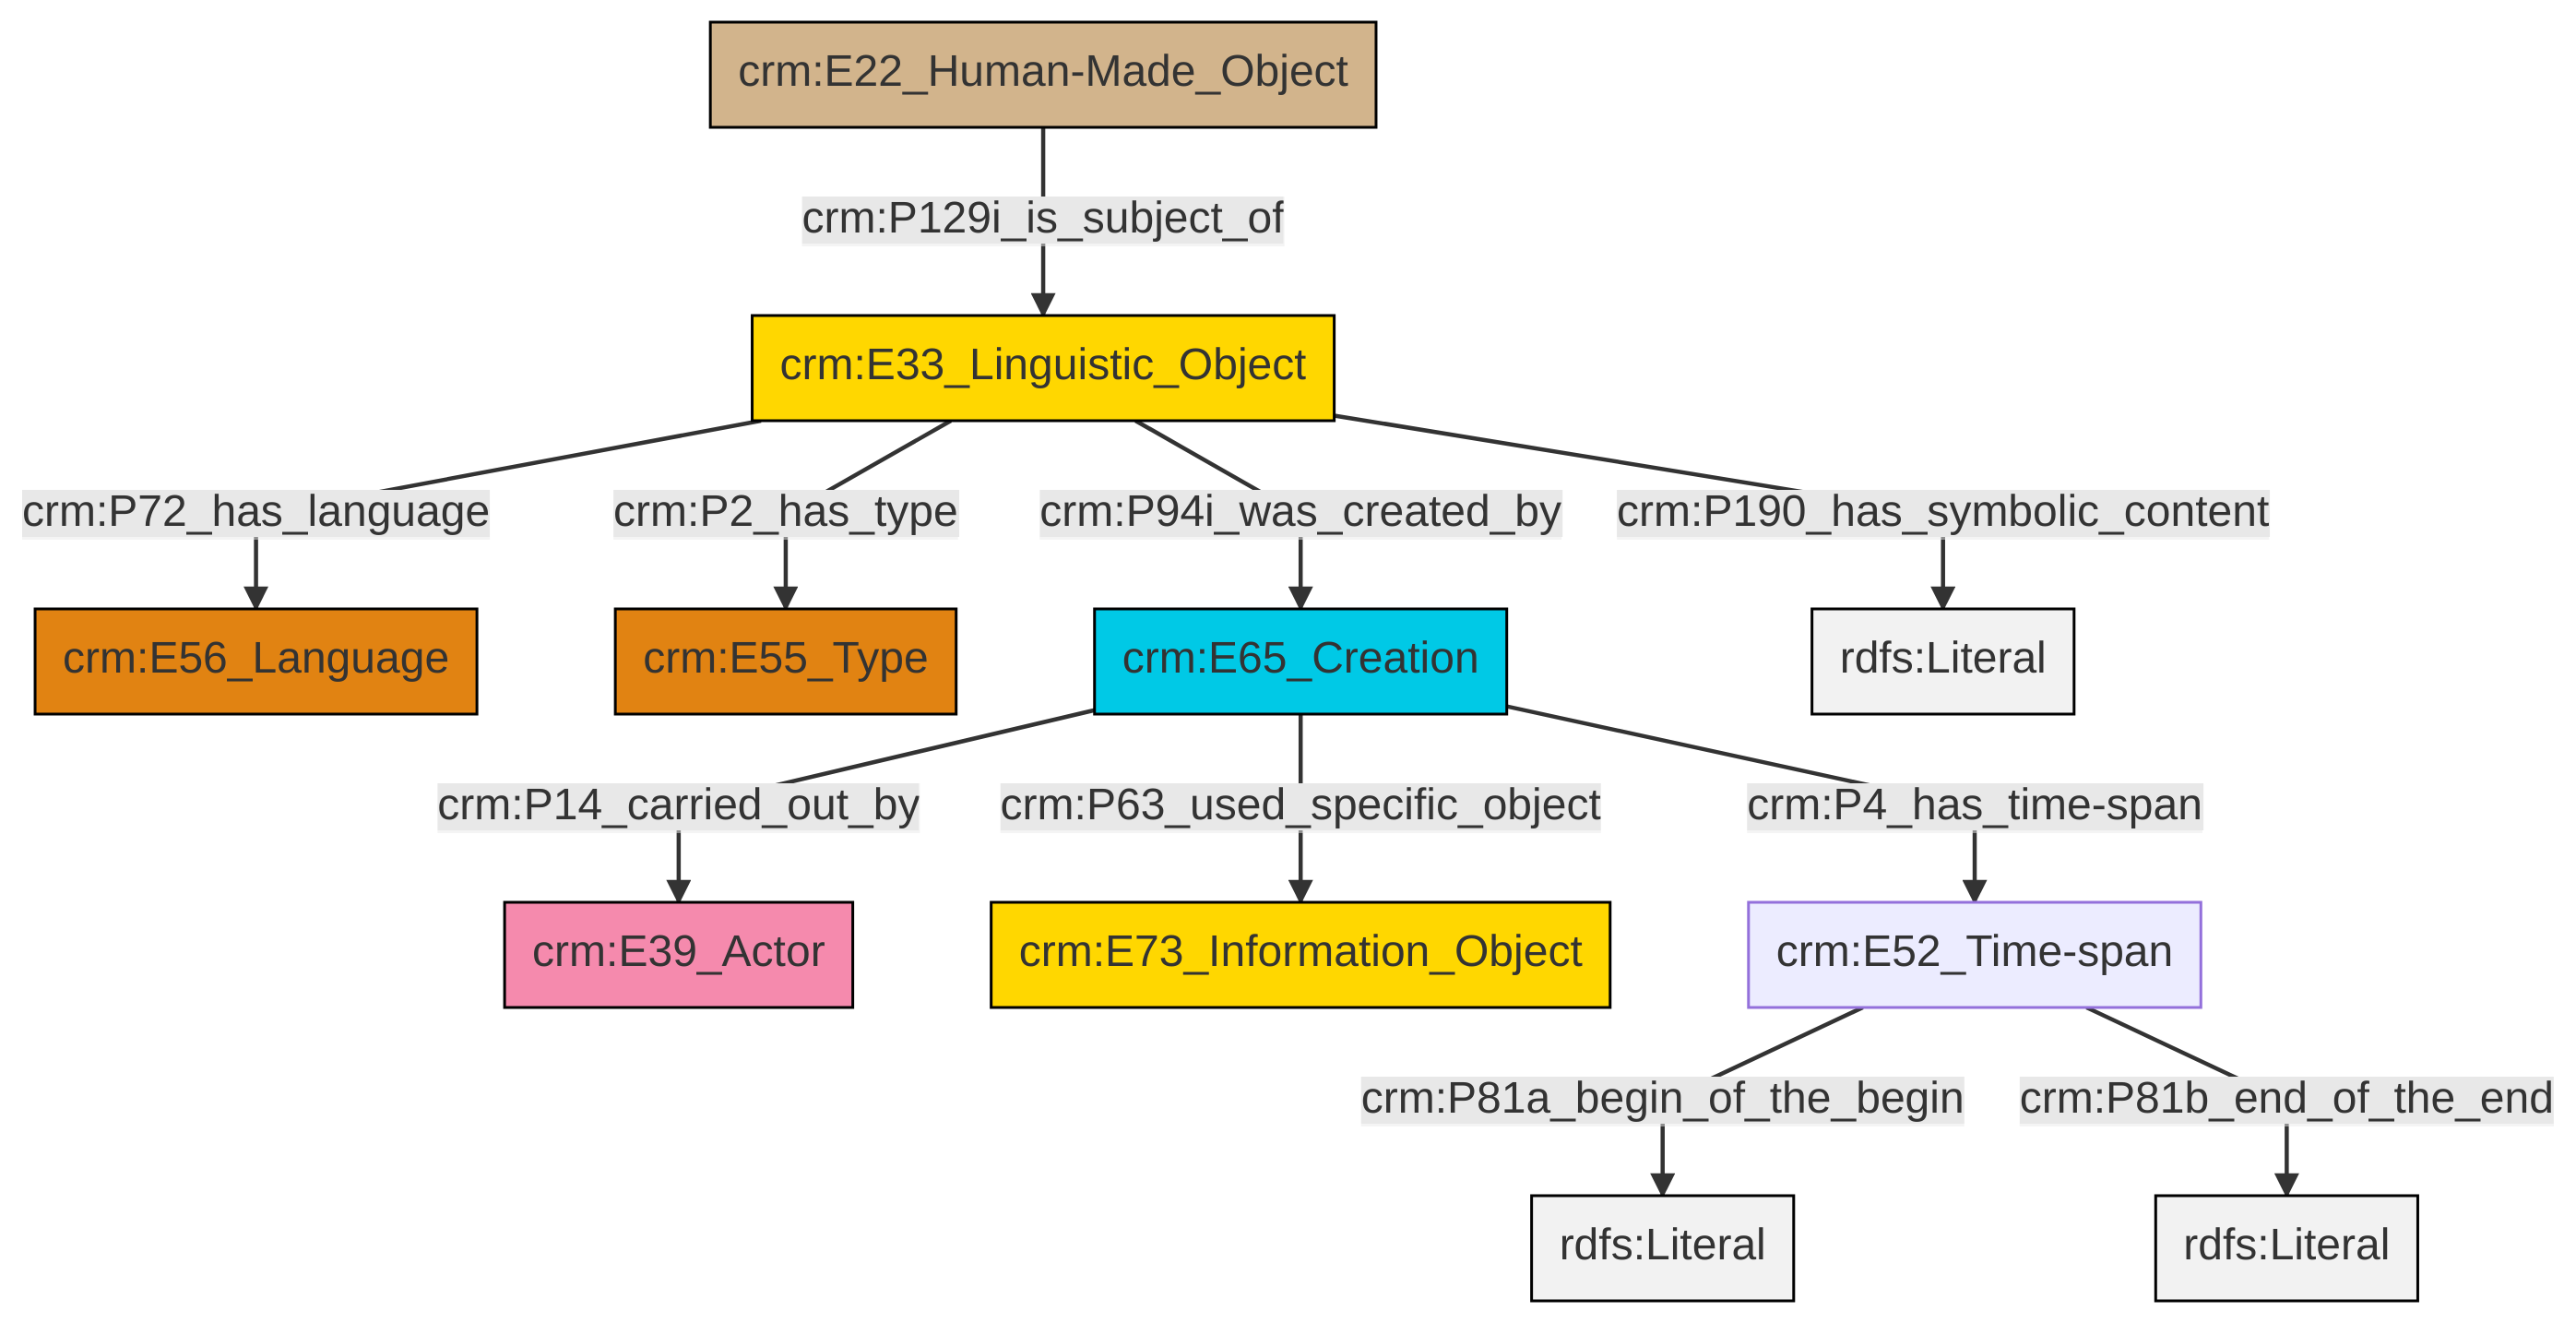 crm:E22_Human-Made_Object
crm:P129i_is_subject_of
crm:E33_Linguistic_Object
crm:P72_has_language
crm:P2_has_type
crm:P94i_was_created_by
crm:P190_has_symbolic_content
crm:E56_Language
crm:E55_Type
crm:E65_Creation
rdfs:Literal
crm:P14_carried_out_by
crm:P63_used_specific_object
crm:P4_has_time-span
crm:E39_Actor
crm:E73_Information_Object
crm:E52_Time-span
crm:P81a_begin_of_the_begin
crm:P81b_end_of_the_end
rdfs:Literal
rdfs:Literal